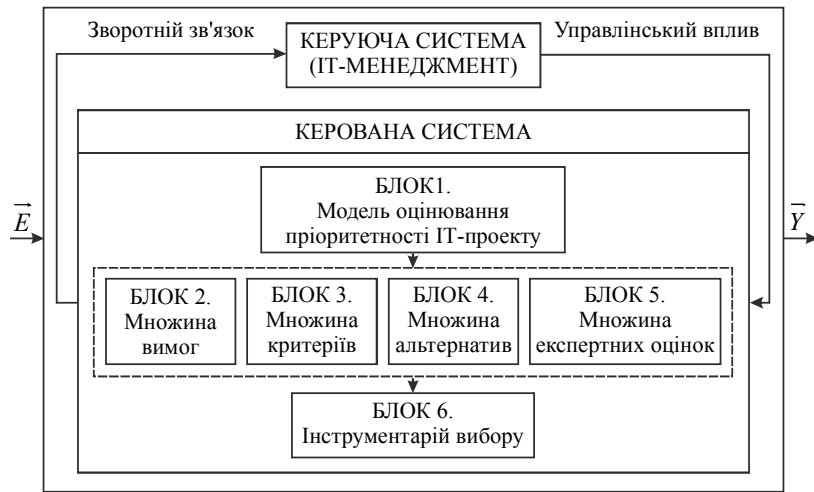 Зворотній зв'язок
КЕРУЮЧА СИСТЕМА
(ІТ-МЕНЕДЖМЕНТ)
Управлінський вплив
КЕРОВАНА СИСТЕМА
БЛОК1.
Модель оцінювання
пріоритетності ІТ-проекту
E
Y
БЛОК 2.
Множина
вимог
БЛОК 3.
Множина
критеріїв
БЛОК 4.
Множина
альтернатив
БЛОК 5.
Множина
експертних оцінок
БЛОК 6.
Інструментарій вибору